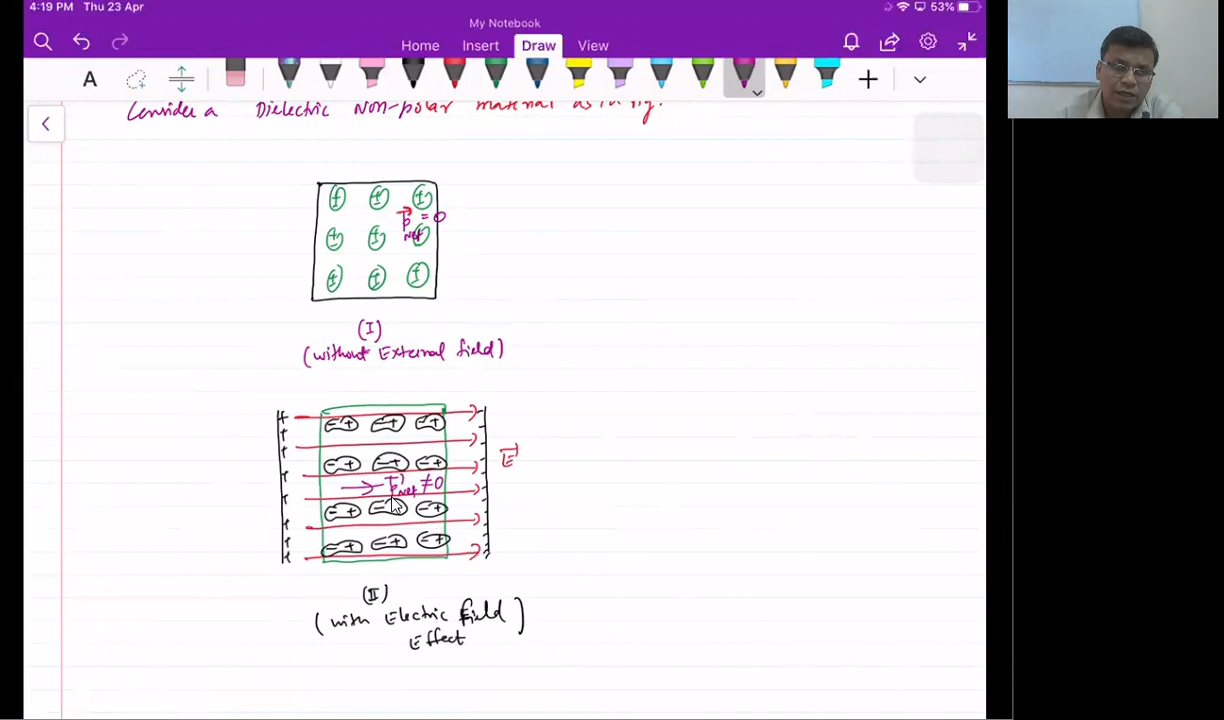 4:19 PM Thu 23 Apr
53%
My Notebook
Home Insert Draw View
A
Consider a Dielectric Non-polar material as in fig.
p⃗ Net = 0
(I)
(without External field)
E⃗
p⃗ Net ≠ 0
(II)
(with Electric Field)
Effect